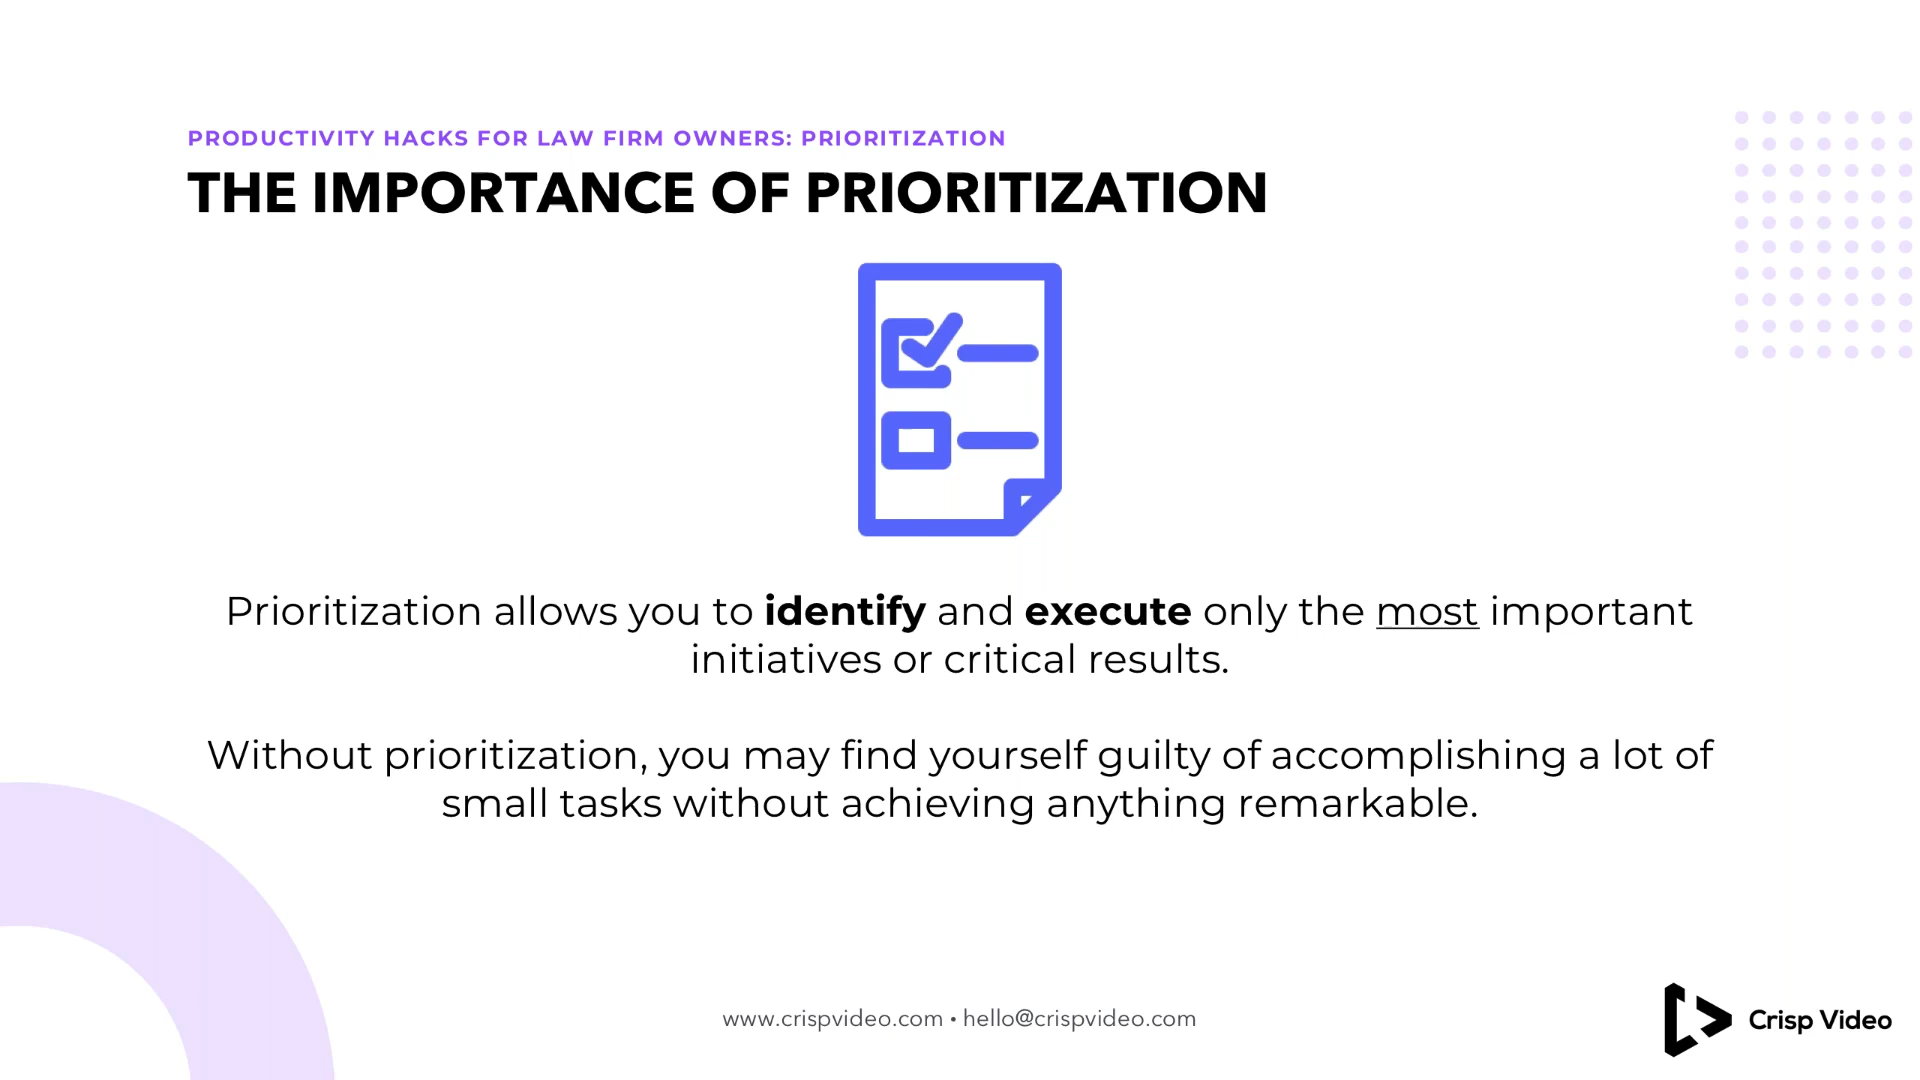 PRODUCTIVITY HACKS FOR LAW FIRM OWNERS: PRIORITIZATION
THE IMPORTANCE OF PRIORITIZATION
Prioritization allows you to identify and execute only the most important
initiatives or critical results.
Without prioritization, you may find yourself guilty of accomplishing a lot of
small tasks without achieving anything remarkable.
www.crispvideo.com • hello@crispvideo.com
Crisp Video